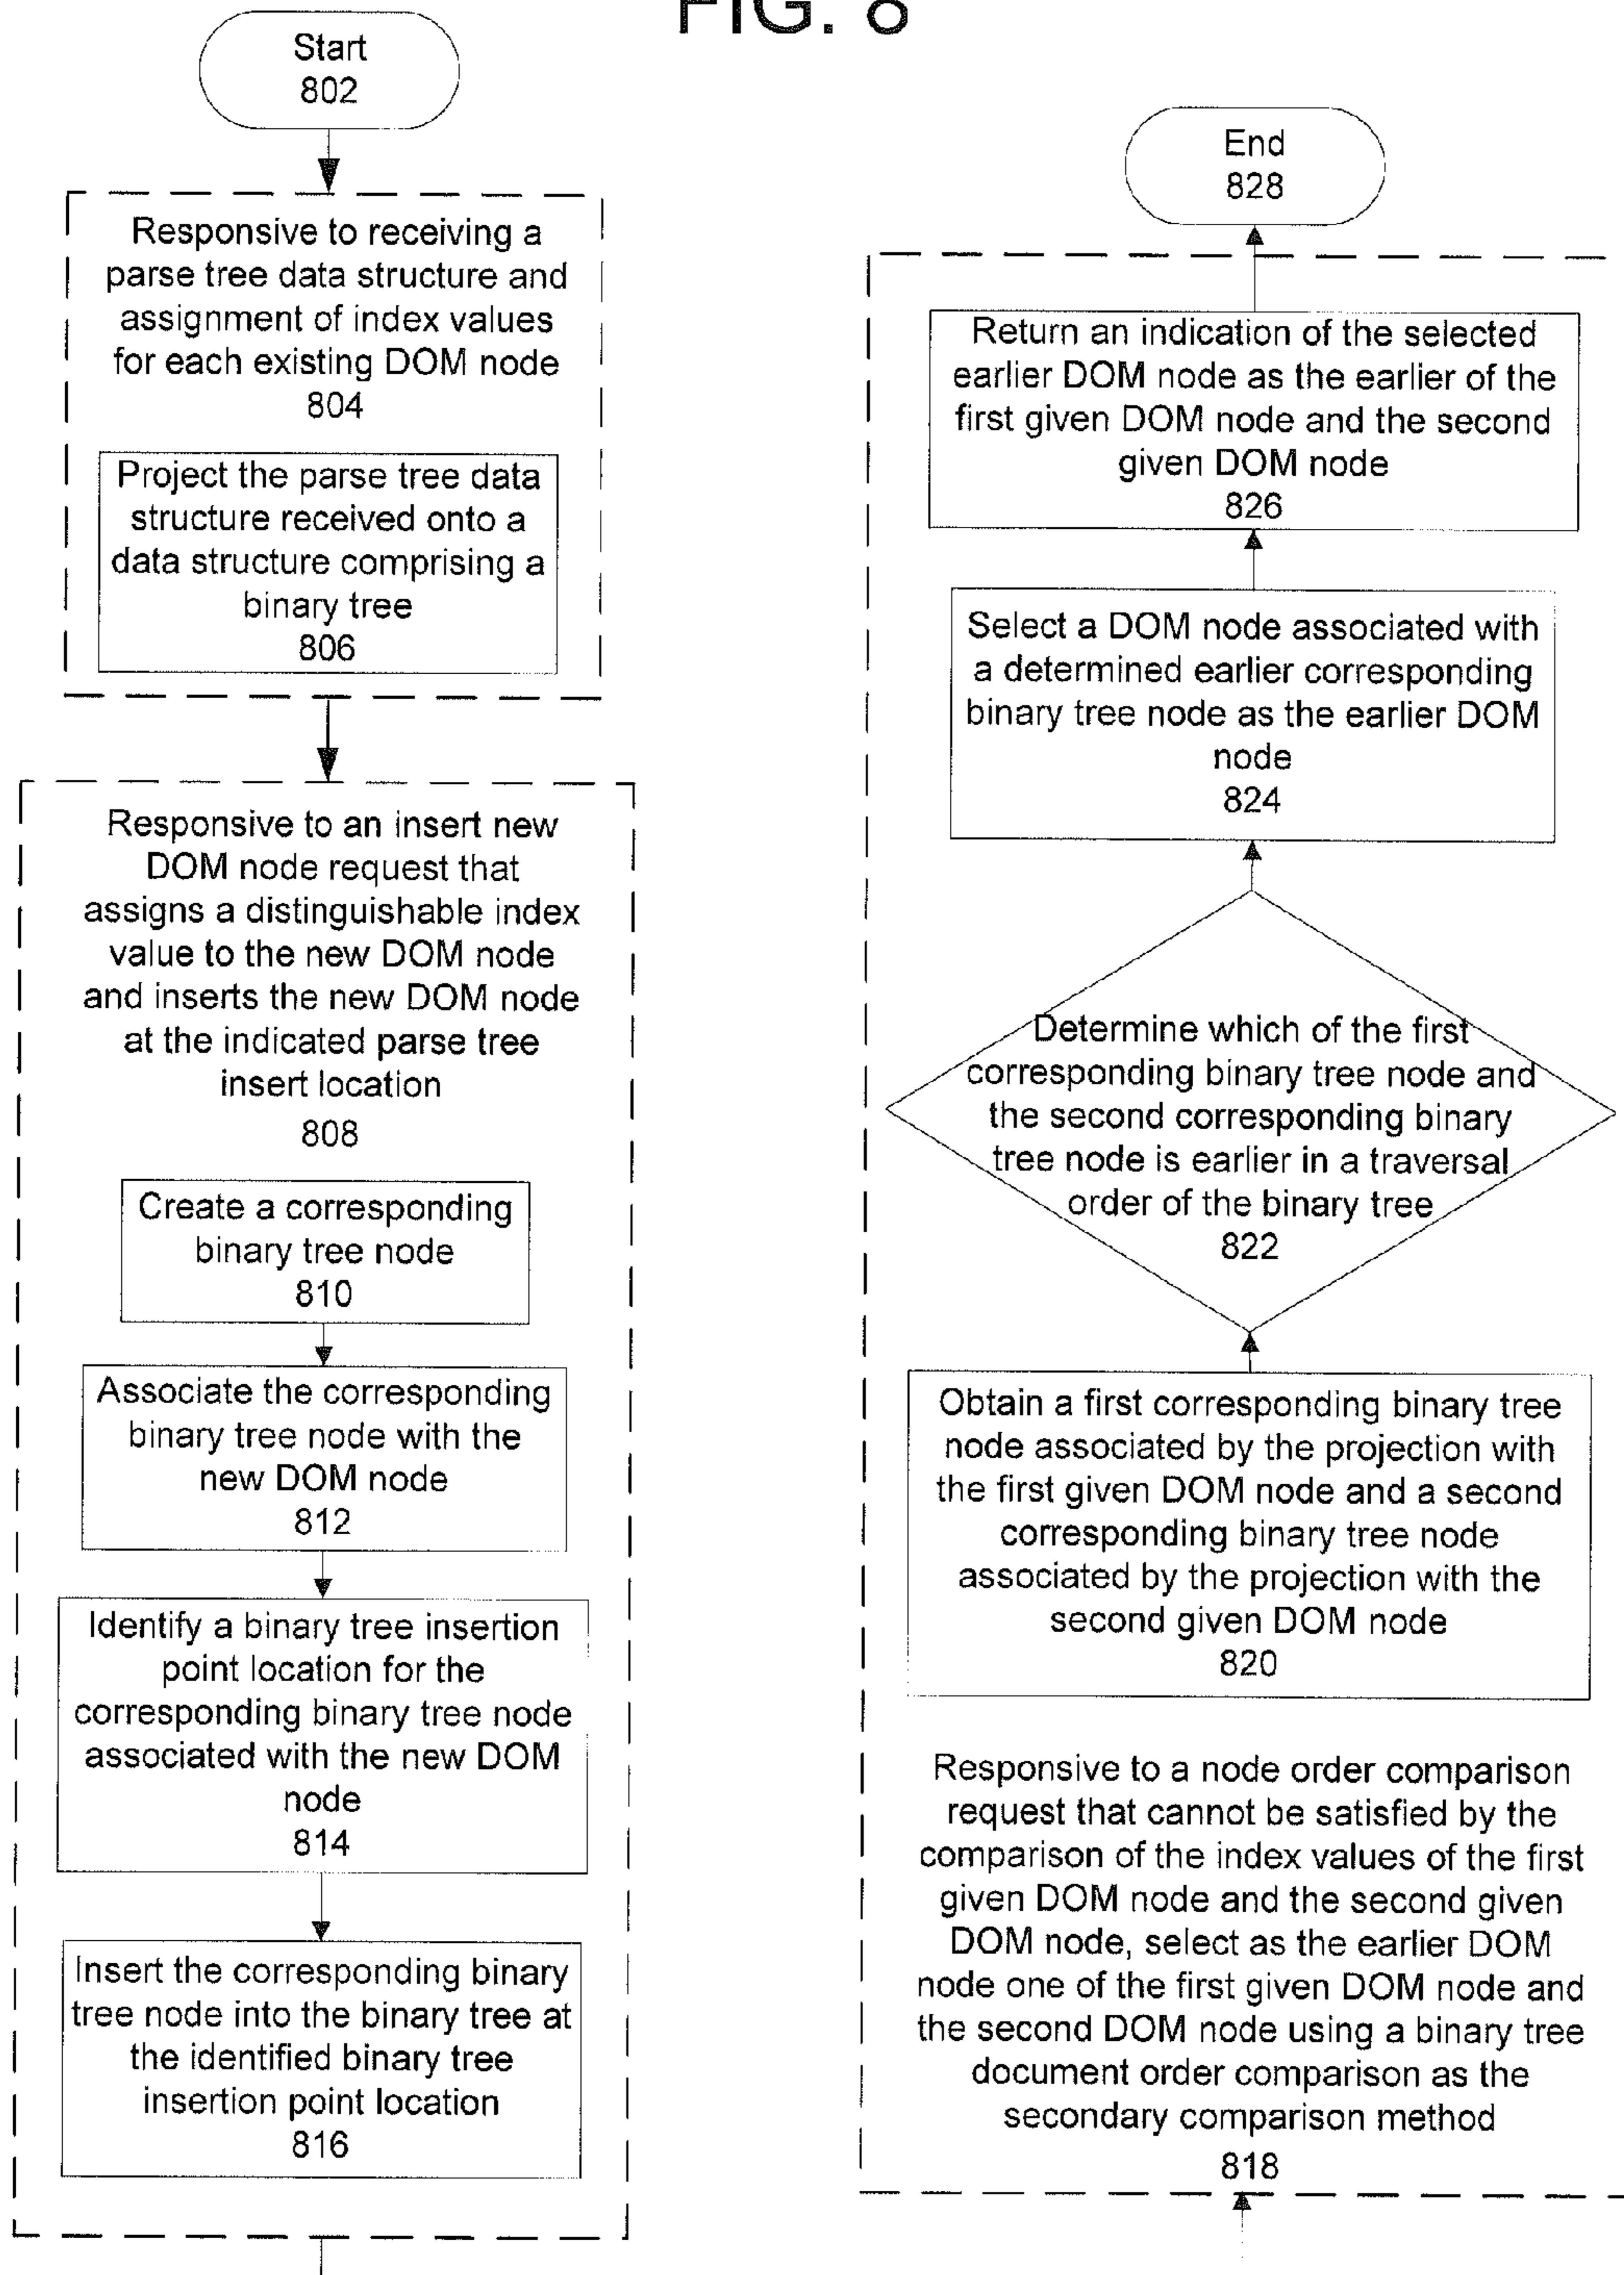 FIG. 8
Start
802
Responsive to receiving a
parse tree data structure and
assignment of index values
for each existing DOM node
804
Project the parse tree data
structure received onto a
data structure comprising a
binary tree
806
Responsive to an insert new
DOM node request that
assigns a distinguishable index
value to the new DOM node
and inserts the new DOM node
at the indicated parse tree
insert location
808
Create a corresponding
binary tree node
810
Associate the corresponding
binary tree node with the
new DOM node
812
Identify a binary tree insertion
point location for the
corresponding binary tree node
associated with the new DOM
node
814
Insert the corresponding binary
tree node into the binary tree at
the identified binary tree
insertion point location
816
End
828
Return an indication of the selected
earlier DOM node as the earlier of the
first given DOM node and the second
given DOM node
826
Select a DOM node associated with
a determined earlier corresponding
binary tree node as the earlier DOM
node
824
Determine which of the first
corresponding binary tree node and
the second corresponding binary
tree node is earlier in a traversal
order of the binary tree
822
Obtain a first corresponding binary tree
node associated by the projection with
the first given DOM node and a second
corresponding binary tree node
associated by the projection with the
second given DOM node
820
Responsive to a node order comparison
request that cannot be satisfied by the
comparison of the index values of the first
given DOM node and the second given
DOM node, select as the earlier DOM
node one of the first given DOM node and
the second DOM node using a binary tree
document order comparison as the
secondary comparison method
818